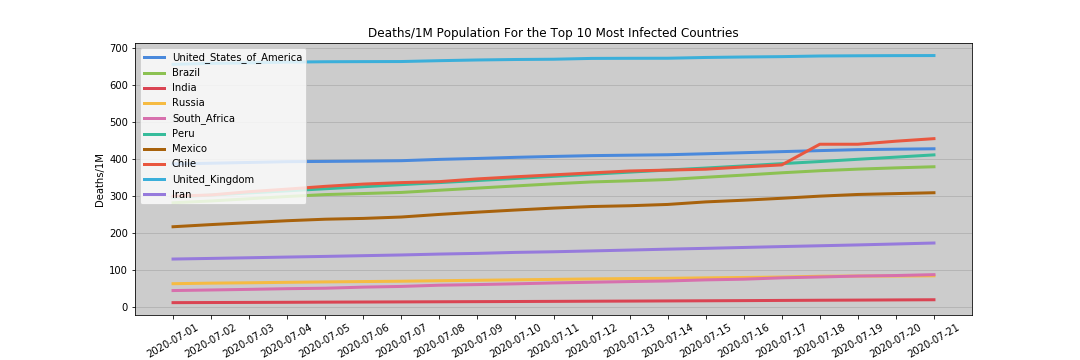 Deaths/1M Population For the Top 10 Most Infected Countries
700
600
500
400
300
200
100
0
Deaths/1M
United_States_of_America
Brazil
India
Russia
South_Africa
Peru
Mexico
Chile
United_Kingdom
Iran
2020-07-01
2020-07-02
2020-07-03
2020-07-04
2020-07-05
2020-07-06
2020-07-07
2020-07-08
2020-07-09
2020-07-10
2020-07-11
2020-07-12
2020-07-13
2020-07-14
2020-07-15
2020-07-16
2020-07-17
2020-07-18
2020-07-19
2020-07-20
2020-07-21